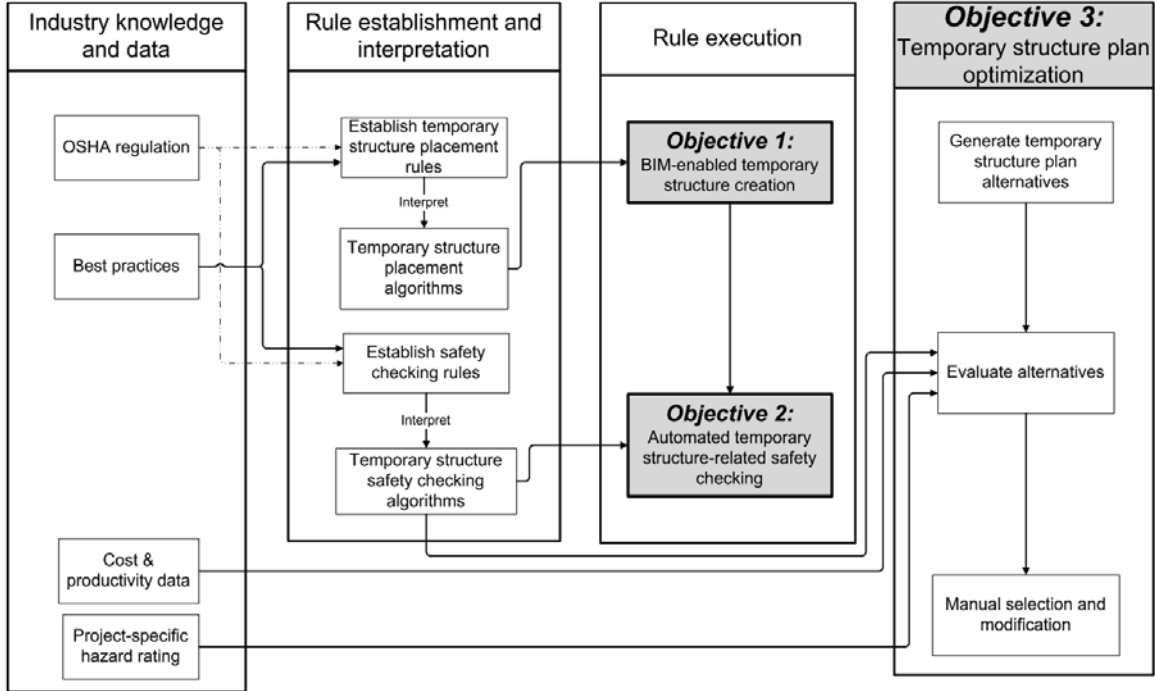 Industry knowledge
and data
OSHA regulation
Best practices
Cost &
productivity data
Project-specific
hazard rating
Rule establishment and
interpretation
Establish temporary
structure placement
rules
Interpret
Temporary structure
placement
algorithms
Establish safety
checking rules
Interpret
Temporary structure
safety checking
algorithms
Rule execution
Objective 1:
BIM-enabled temporary
structure creation
Objective 2:
Automated temporary
structure-related safety
checking
Objective 3:
Temporary structure plan
optimization
Generate temporary
structure plan
alternatives
Evaluate alternatives
Manual selection and
modification